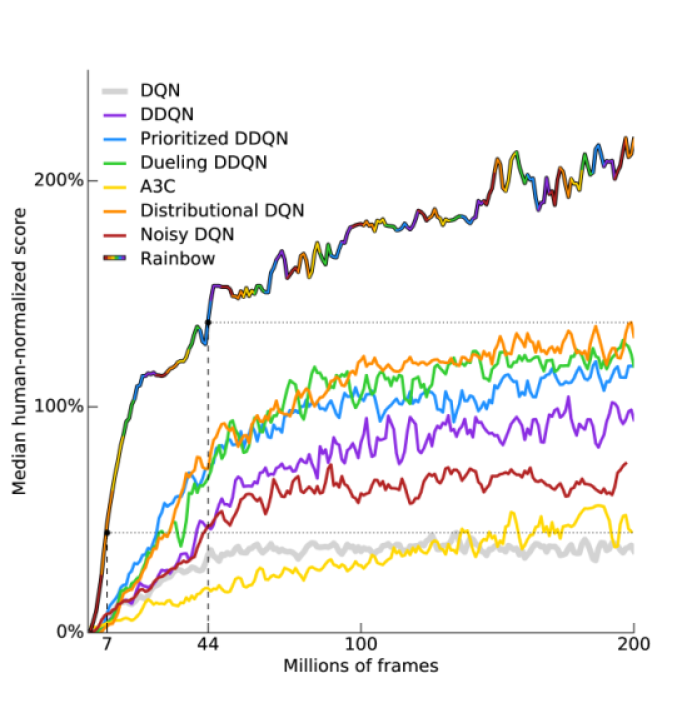 DQN
DDQN
Prioritized DDQN
Dueling DDQN
A3C
Distributional DQN
Noisy DQN
Rainbow
200%
100%
0%
Median human-normalized score
7 44 100 200
Millions of frames